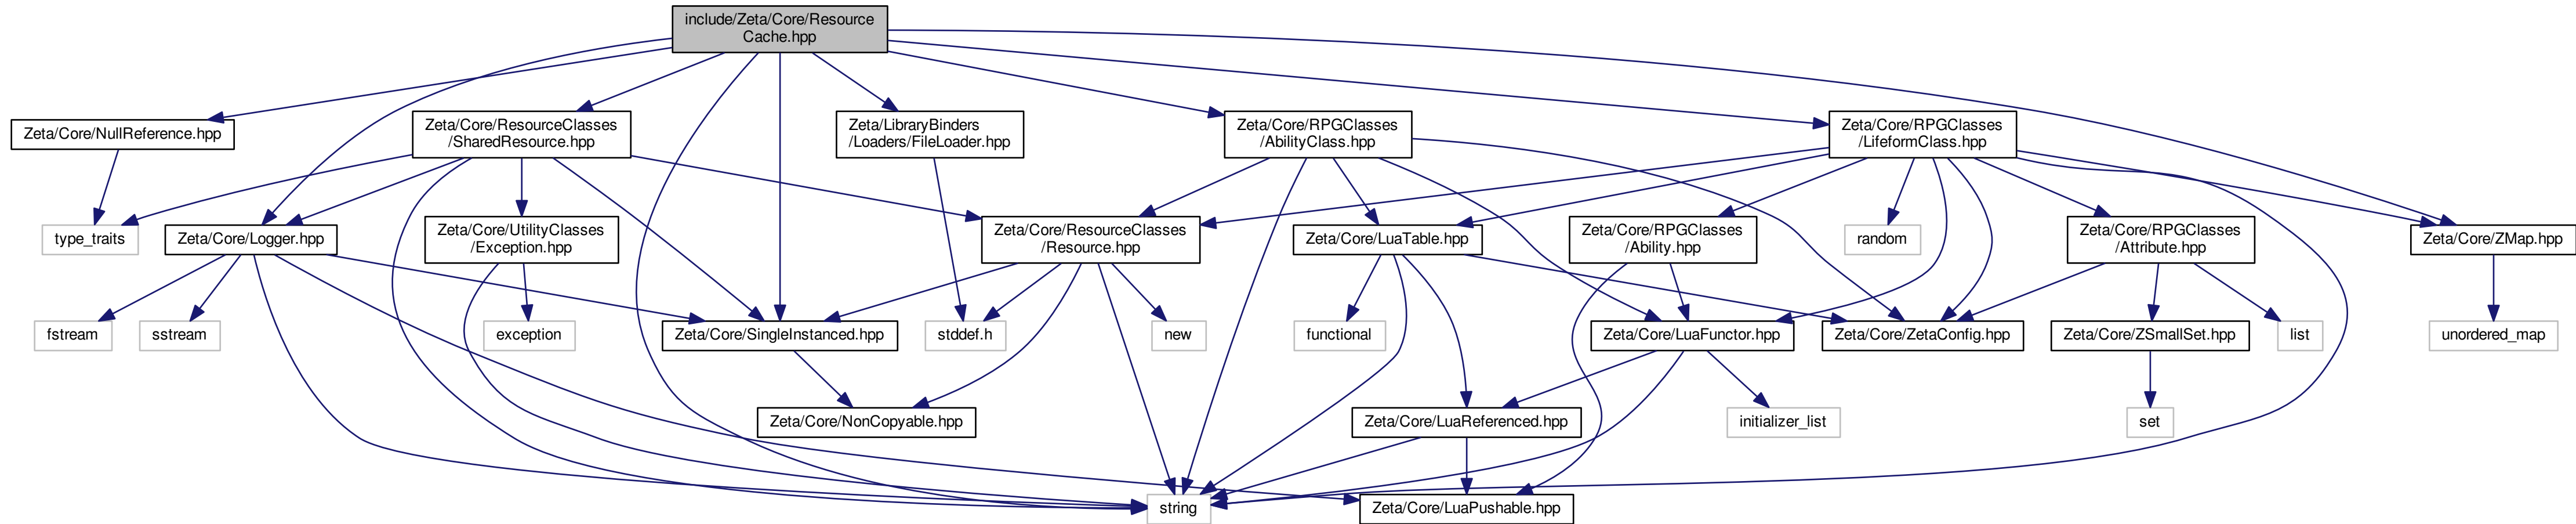 include/Zeta/Core/Resource
Cache.hpp
Zeta/Core/NullReference.hpp
Zeta/Core/ResourceClasses
/SharedResource.hpp
Zeta/LibraryBinders
/Loaders/FileLoader.hpp
Zeta/Core/RPGClasses
/AbilityClass.hpp
Zeta/Core/RPGClasses
/LifeformClass.hpp
type_traits
Zeta/Core/Logger.hpp
Zeta/Core/UtilityClasses
/Exception.hpp
Zeta/Core/ResourceClasses
/Resource.hpp
Zeta/Core/LuaTable.hpp
Zeta/Core/RPGClasses
/Ability.hpp
random
Zeta/Core/RPGClasses
/Attribute.hpp
Zeta/Core/ZMap.hpp
fstream
sstream
exception
Zeta/Core/SingleInstanced.hpp
stddef.h
new
functional
Zeta/Core/LuaFunctor.hpp
Zeta/Core/ZetaConfig.hpp
Zeta/Core/ZSmallSet.hpp
list
unordered_map
Zeta/Core/NonCopyable.hpp
Zeta/Core/LuaReferenced.hpp
initializer_list
set
string
Zeta/Core/LuaPushable.hpp